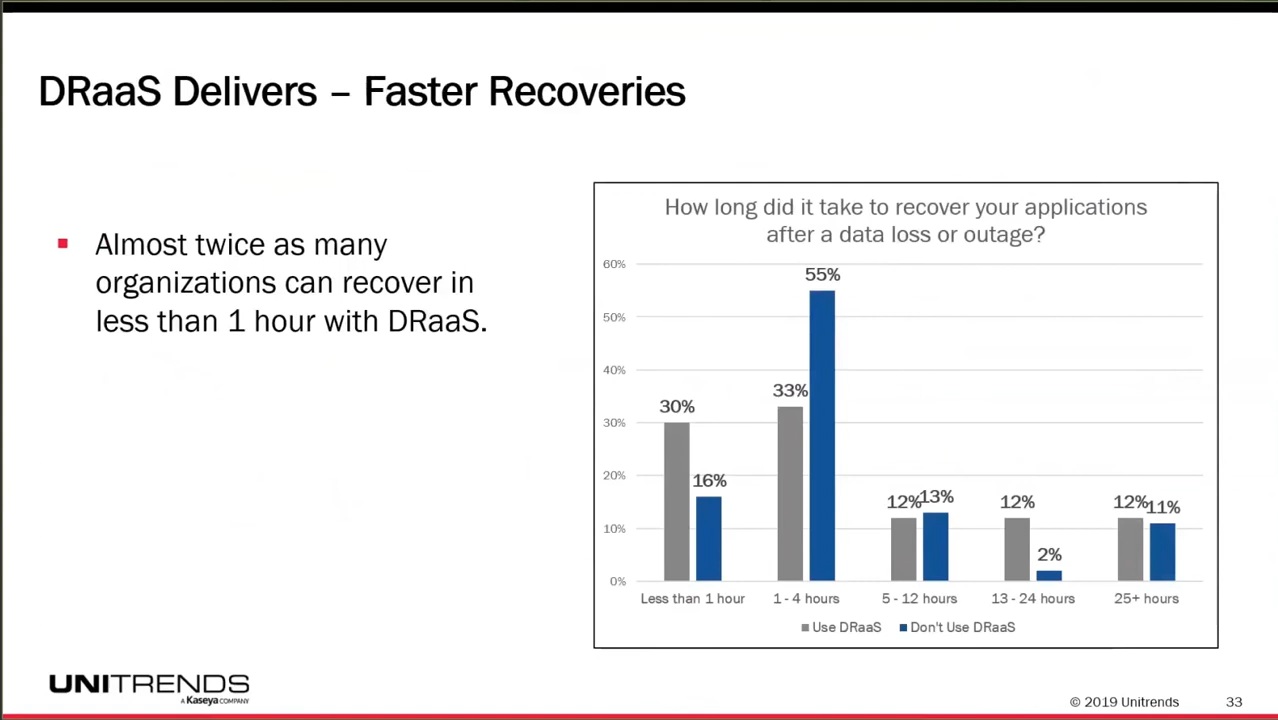 DRaaS Delivers – Faster Recoveries
▪ Almost twice as many
organizations can recover in
less than 1 hour with DRaaS.
How long did it take to recover your applications
after a data loss or outage?
60%
50%
40%
30%
20%
10%
0%
30% 16%
33% 55%
12% 13%
12% 2%
12% 11%
Less than 1 hour 1 - 4 hours 5 - 12 hours 13 - 24 hours 25+ hours
Use DRaaS Don't Use DRaaS
UNITRENDS
A Kaseya COMPANY
© 2019 Unitrends 33